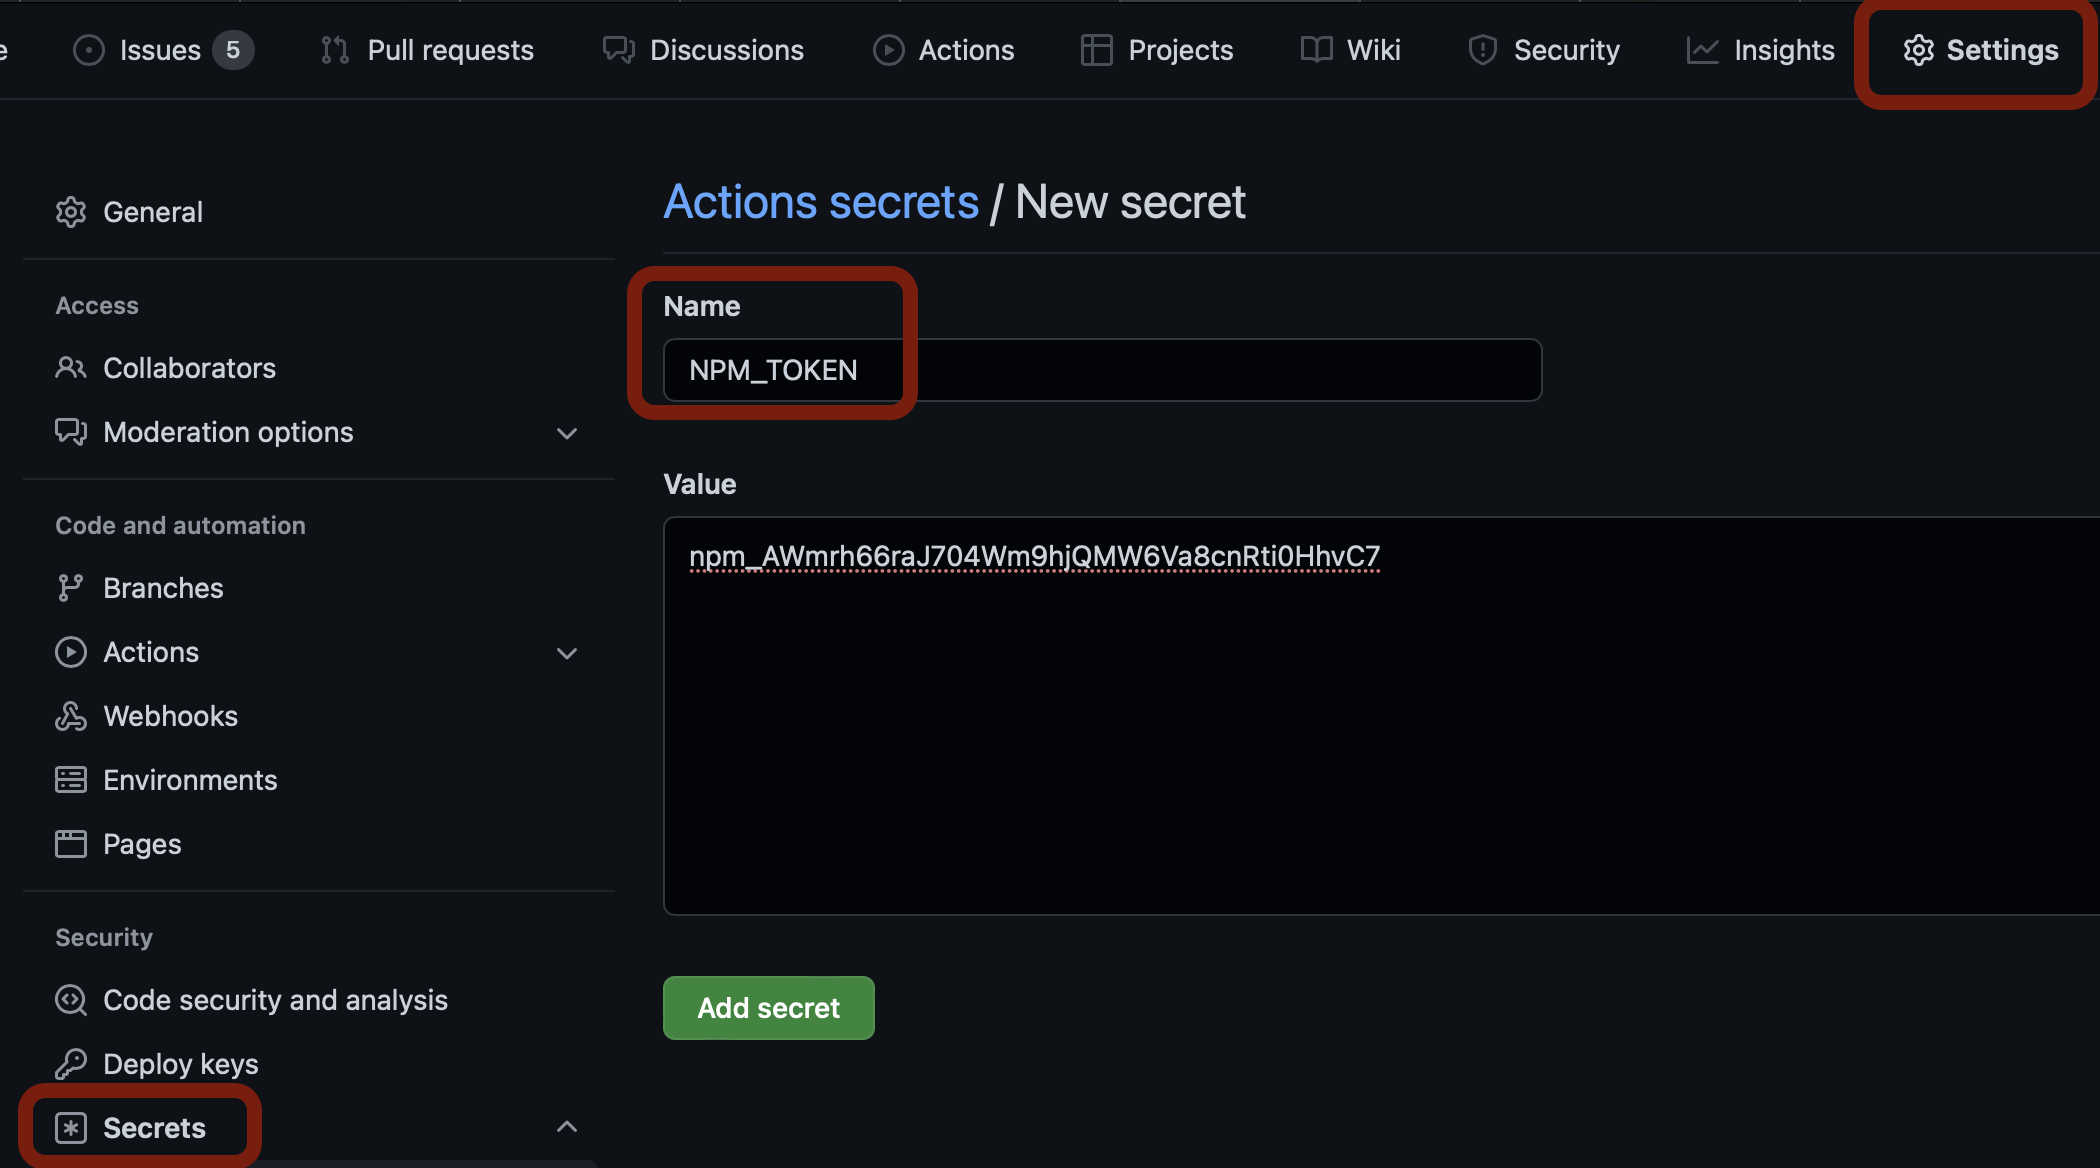 e Issues 5 Pull requests Discussions Actions Projects Wiki Security Insights Settings
General
Access
Collaborators
Moderation options
Code and automation
Branches
Actions
Webhooks
Environments
Pages
Security
Code security and analysis
Deploy keys
Secrets
Actions secrets / New secret
Name
NPM_TOKEN
Value
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
Add secret